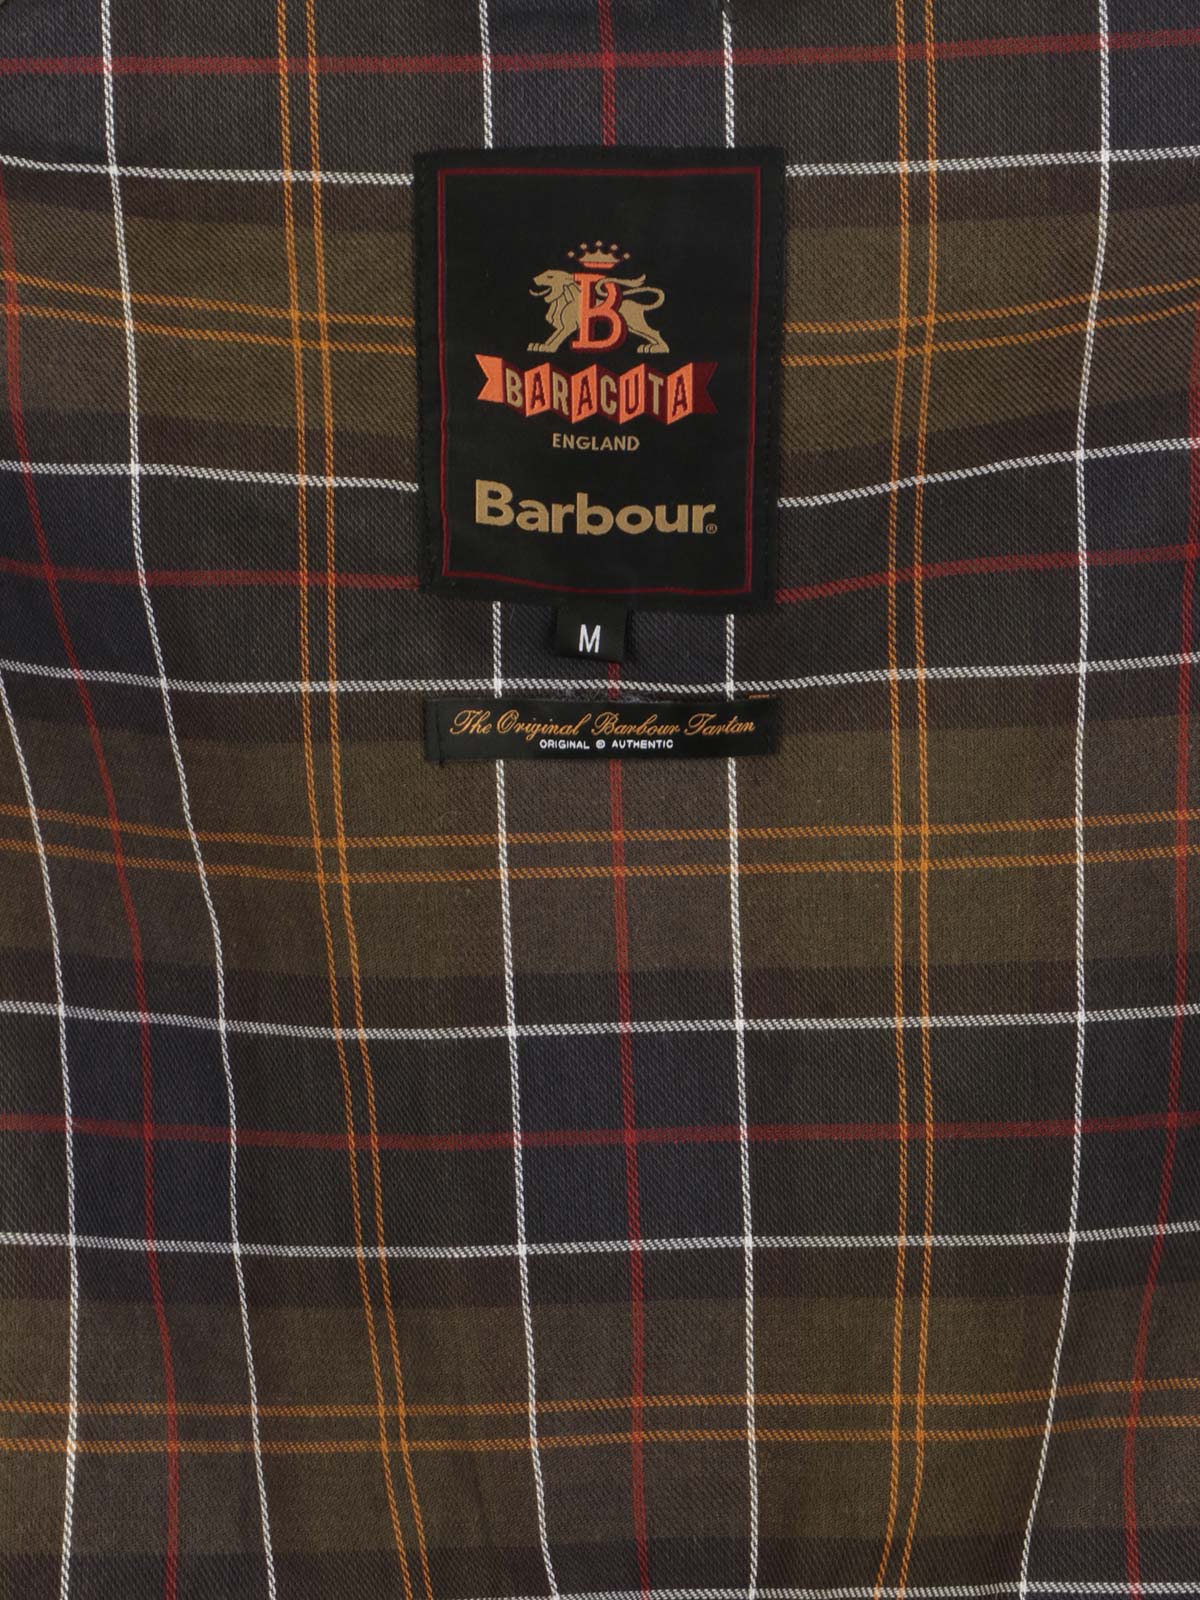 B
BARACUTA
ENGLAND
Barbour®
M
The Original Barbour Tartan
ORIGINAL © AUTHENTIC